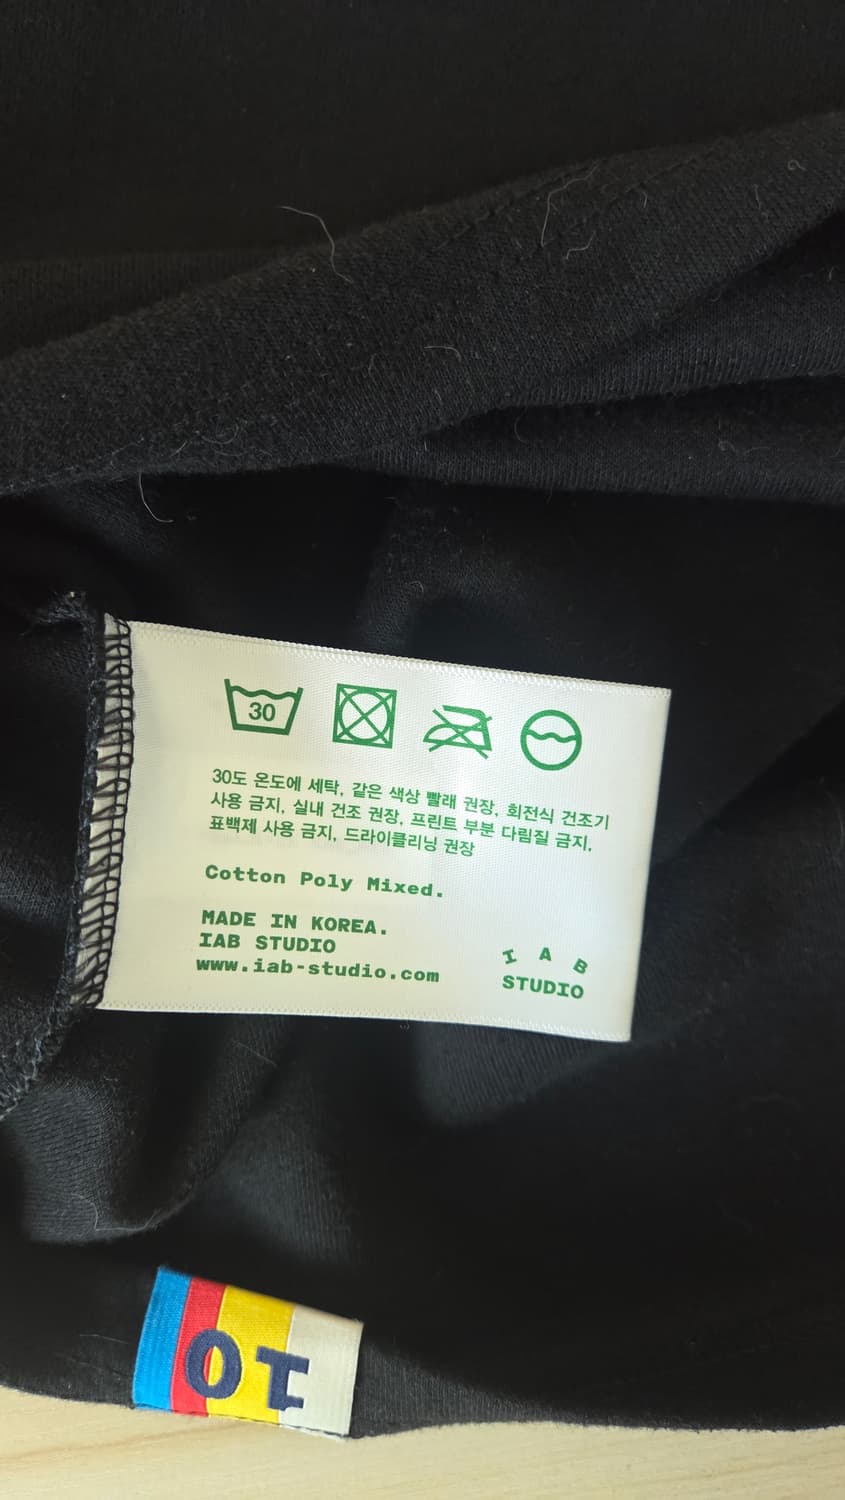 30
30도 온도에 세탁, 같은 색상 빨래 권장, 회전식 건조기
사용 금지, 실내 건조 권장, 프린트 부분 다림질 금지,
표백제 사용 금지, 드라이클리닝 권장
Cotton Poly Mixed.
MADE IN KOREA.
IAB STUDIO
www.iab-studio.com
I A B
STUDIO
10